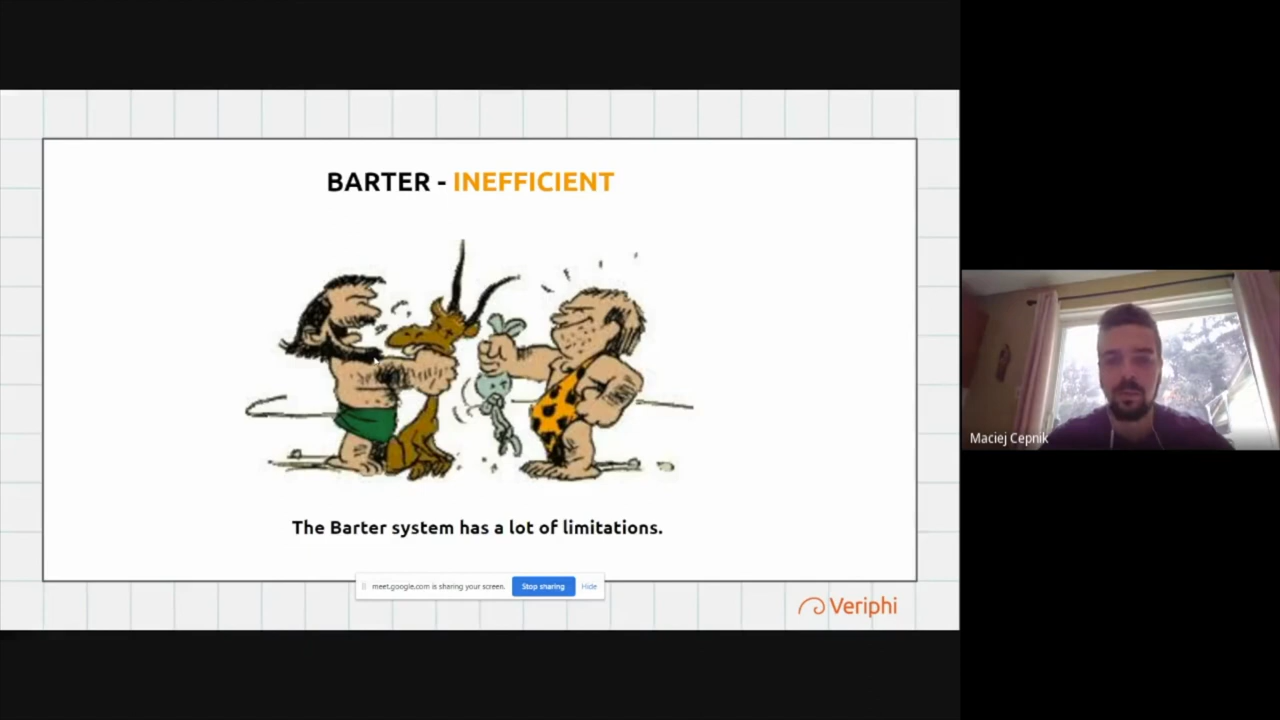 BARTER - INEFFICIENT
The Barter system has a lot of limitations.
meet.google.com is sharing your screen. Stop sharing Hide
Veriphi
Maciej Cepnik